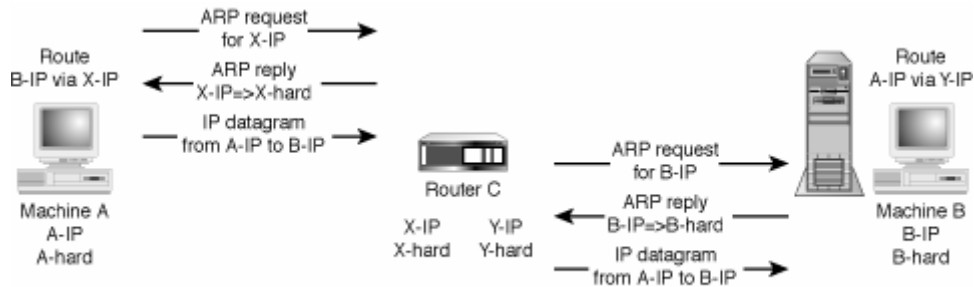 ARP request
for X-IP
Route
B-IP via X-IP
ARP reply
X-IP=>X-hard
IP datagram
from A-IP to B-IP
Machine A
A-IP
A-hard
Router C
X-IP Y-IP
X-hard Y-hard
Route
A-IP via Y-IP
ARP request
for B-IP
ARP reply
B-IP=>B-hard
IP datagram
from A-IP to B-IP
Machine B
B-IP
B-hard